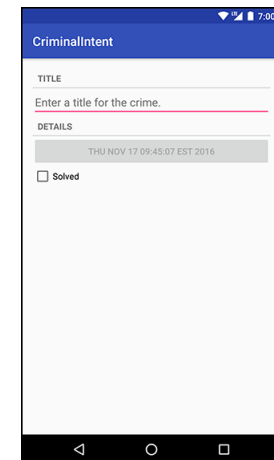 7:00
CriminalIntent
TITLE
Enter a title for the crime.
DETAILS
THU NOV 17 09:45:07 EST 2016
Solved